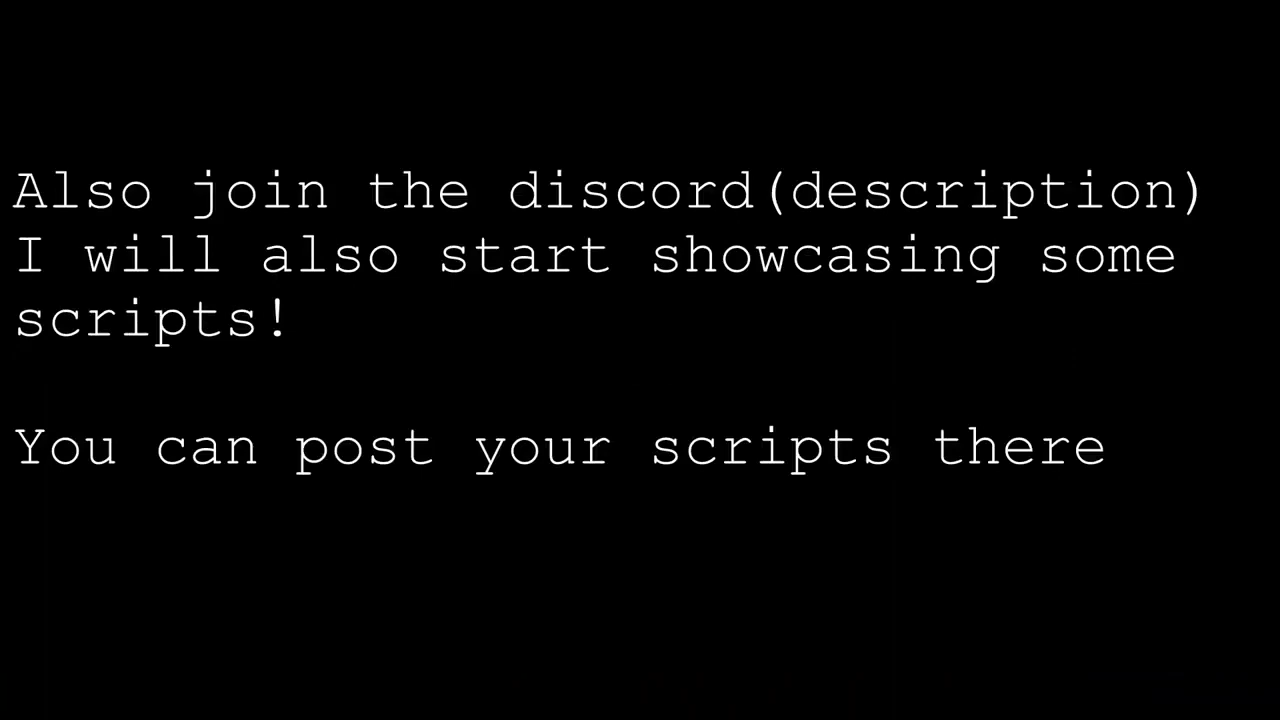 Also join the discord(description)
I will also start showcasing some
scripts!
You can post your scripts there